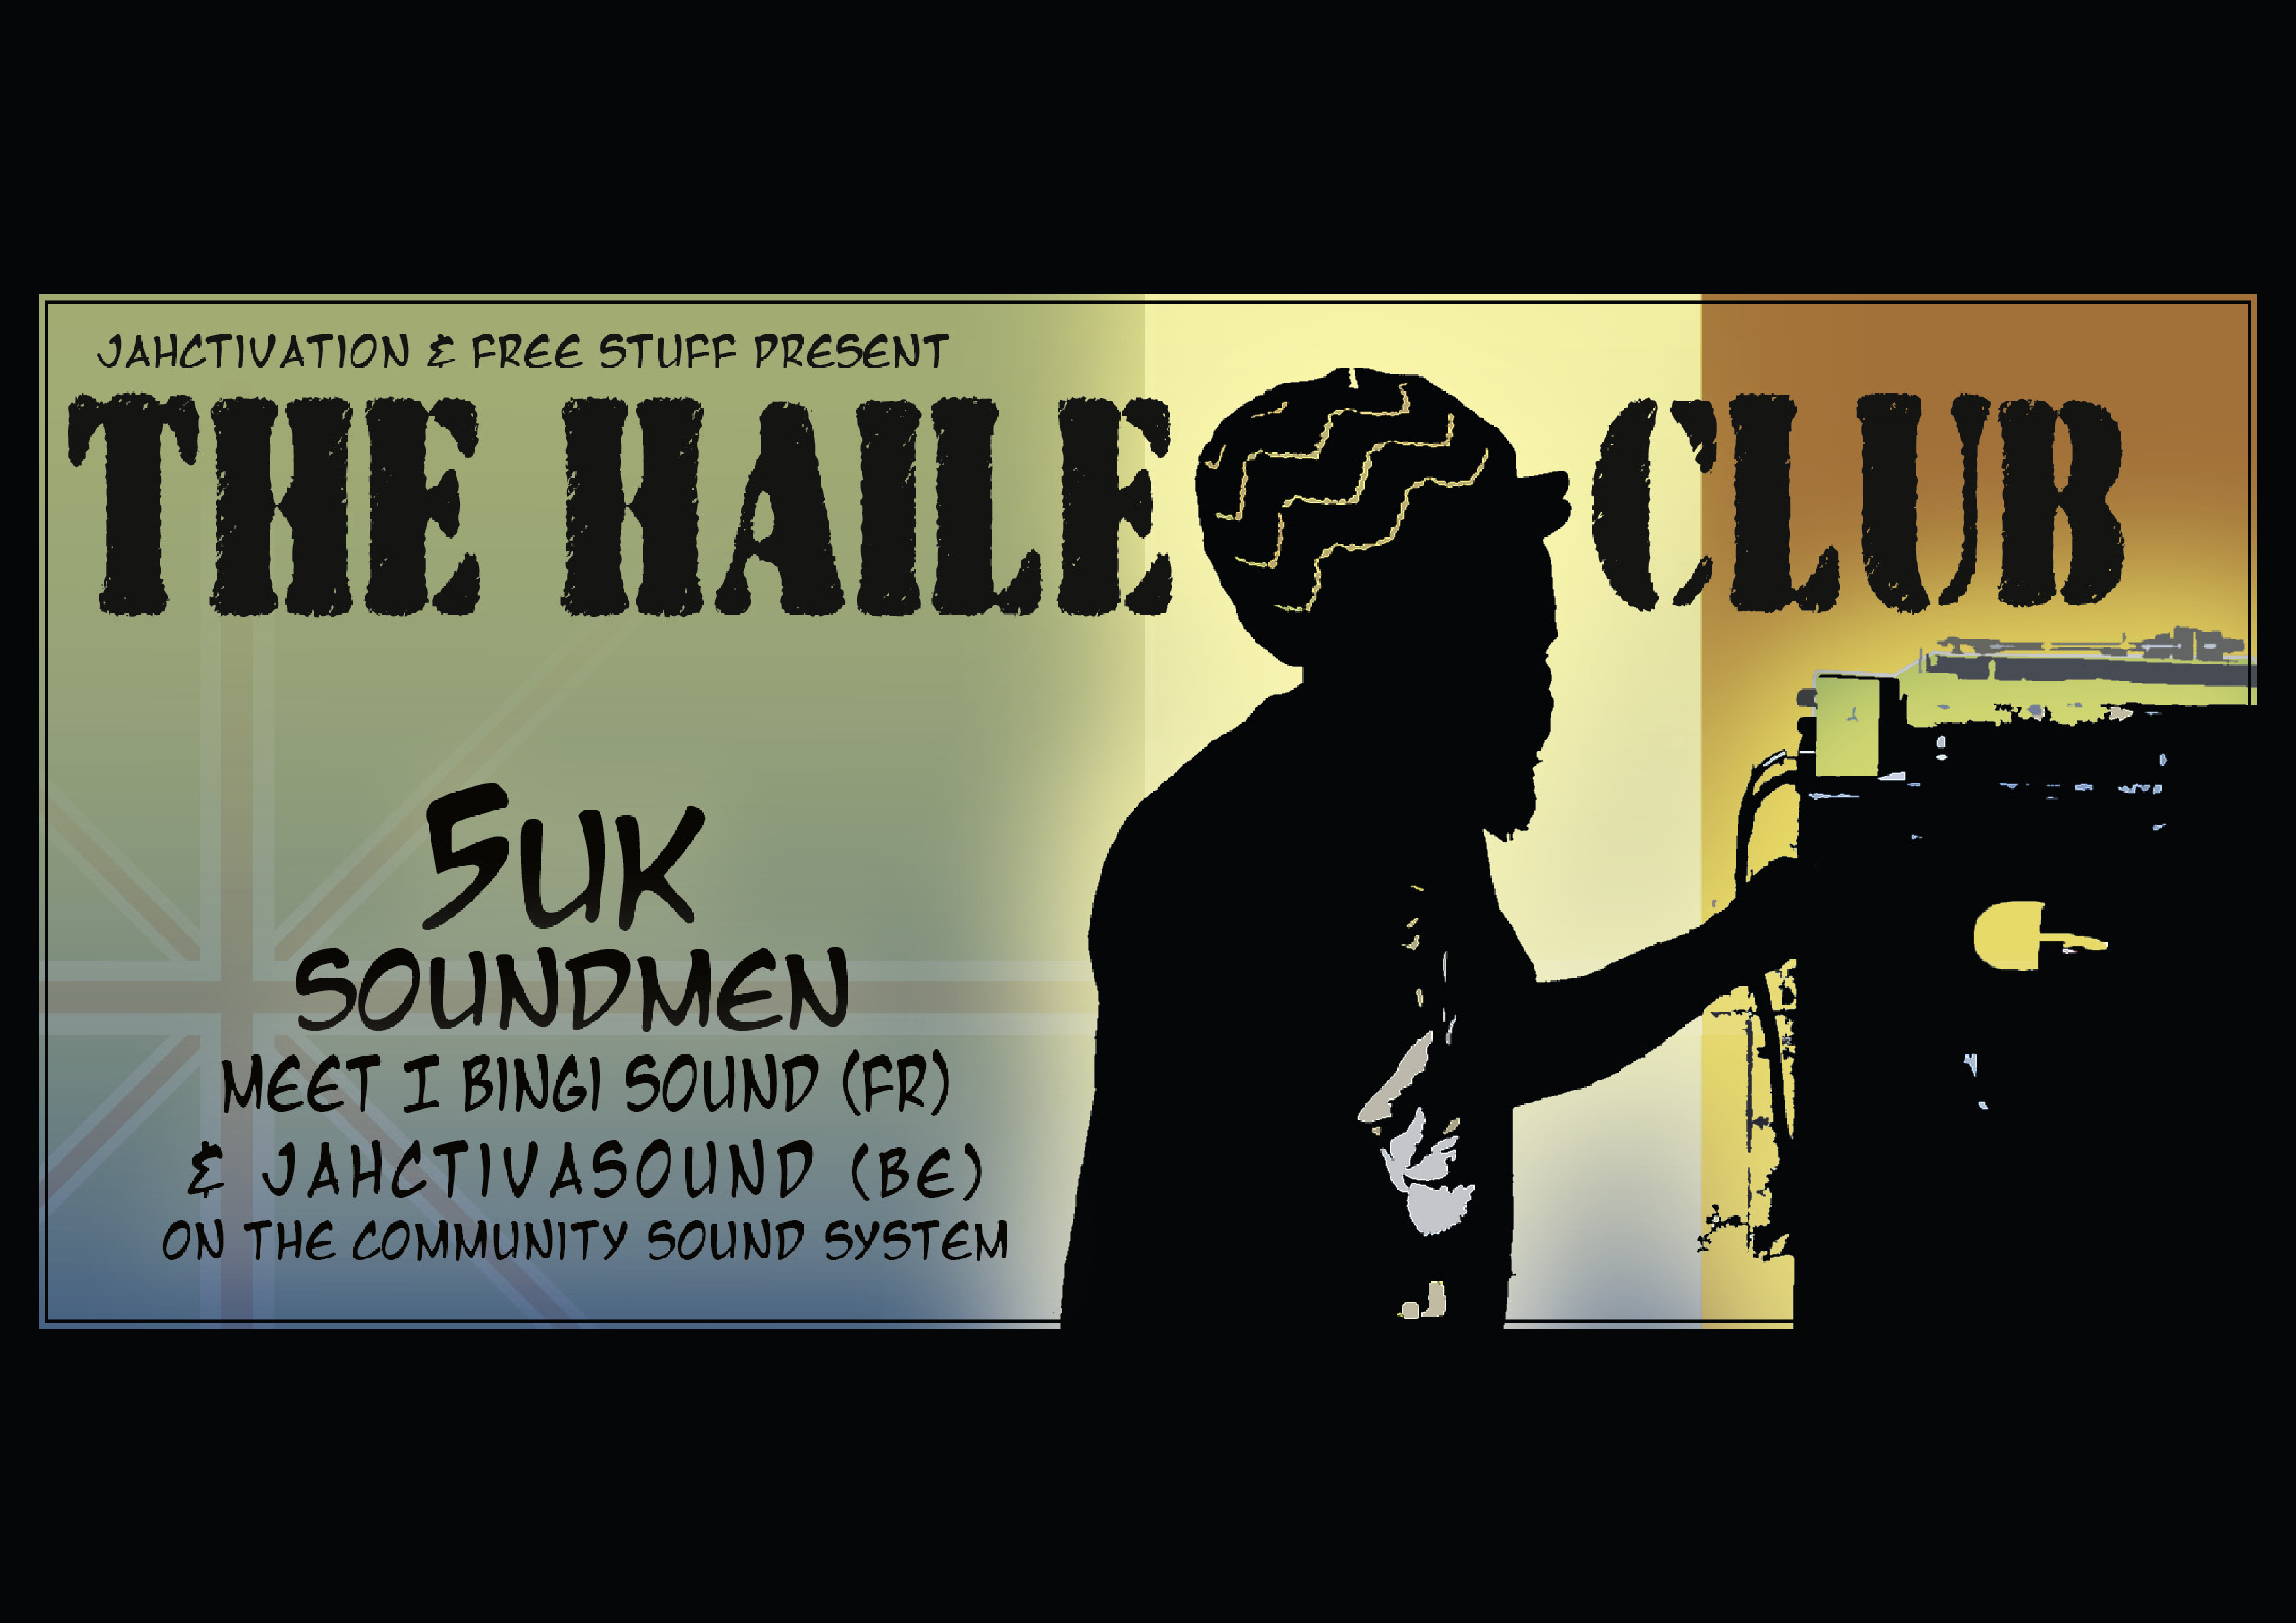 JAHCTIVATION & FREE STUFF PRESENT
THE HAILE CLUB
5UK
SOUNDMEN
MEET I BINGI SOUND (FR)
& JAHCTIVASOUND (BE)
ON THE COMMUNITY SOUND SYSTEM